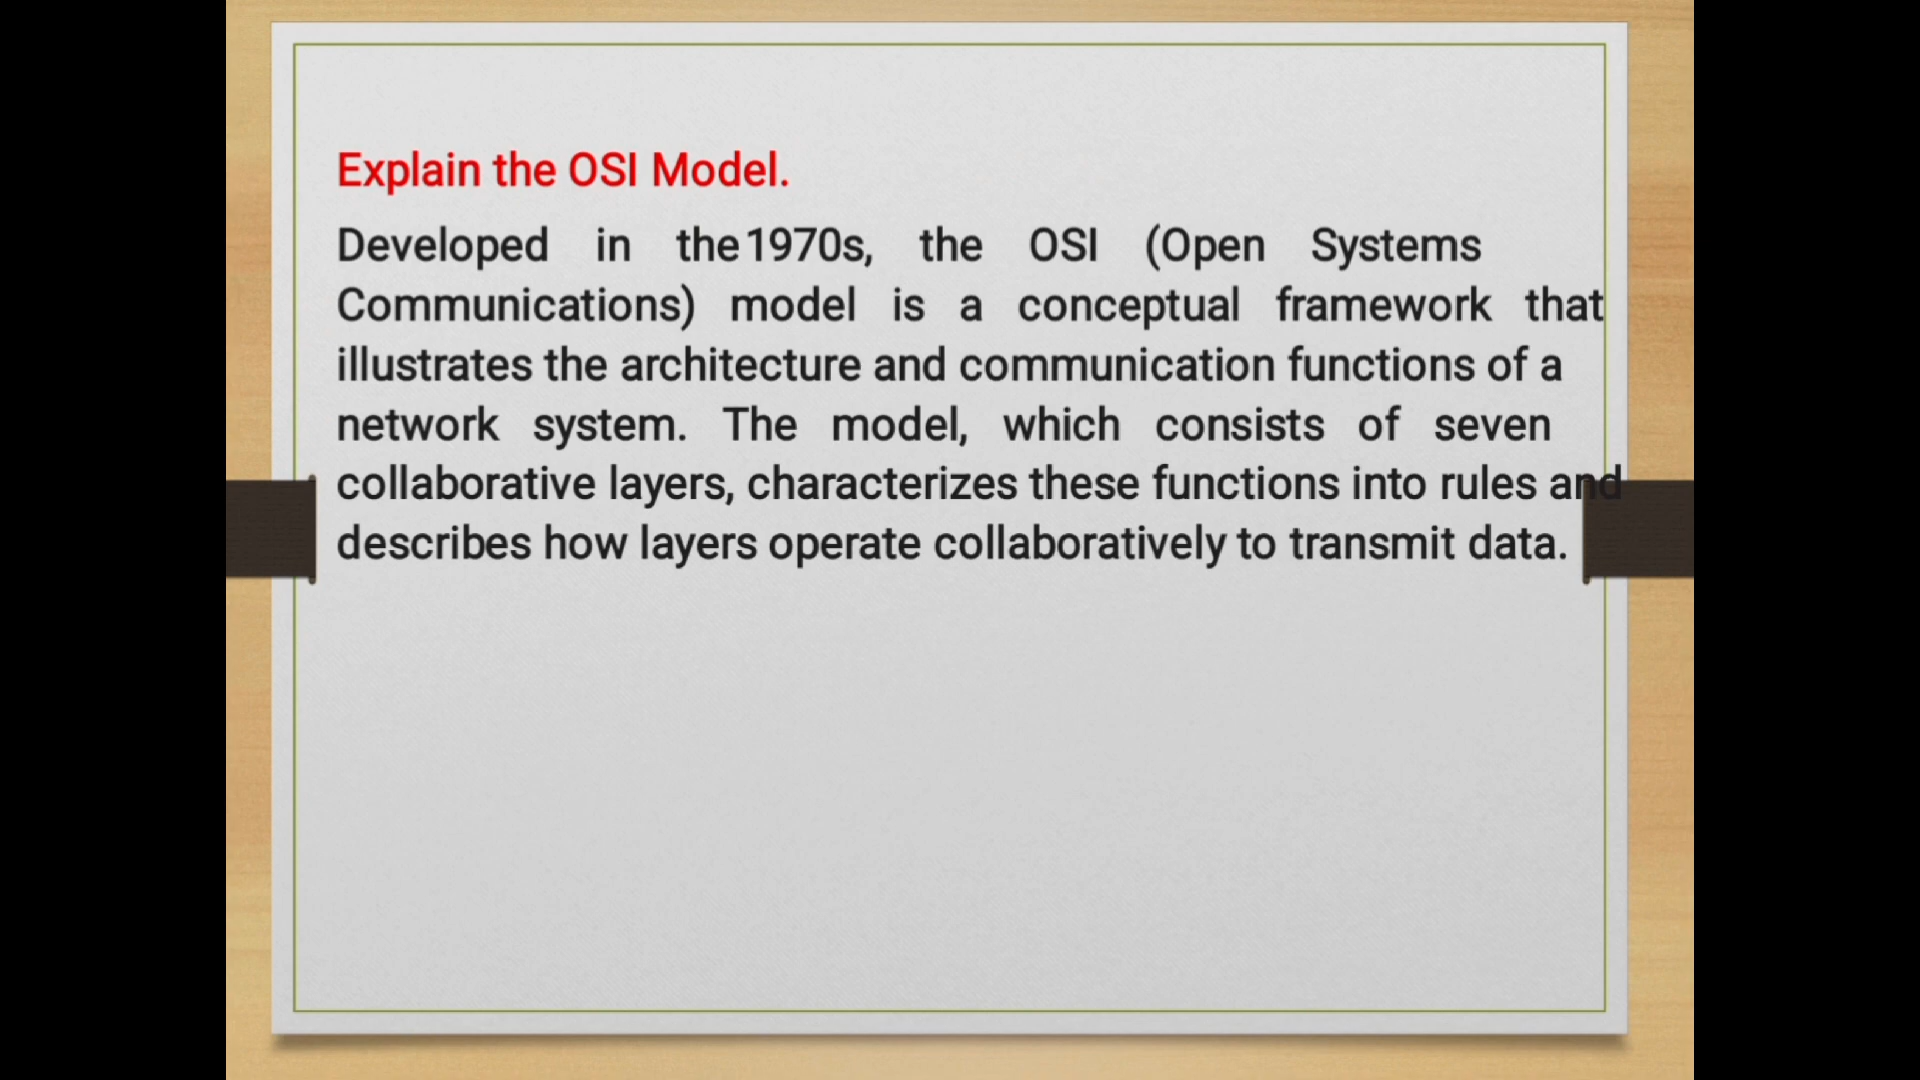 Explain the OSI Model.
Developed in the 1970s, the OSI (Open Systems
Communications) model is a conceptual framework that
illustrates the architecture and communication functions of a
network system. The model, which consists of seven
collaborative layers, characterizes these functions into rules and
describes how layers operate collaboratively to transmit data.